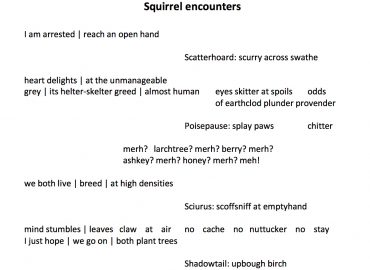 Squirrel encounters
I am arrested | reach an open hand
Scatterhoard: scurry across swathe
heart delights | at the unmanageable
grey | its helter-skelter greed | almost human eyes skitter at spoils odds
of earthclod plunder provender
Poisepause: splay paws chitter
merh? larchtree? merh? berry? merh?
ashkey? merh? honey? merh? meh!
we both live | breed | at high densities
Sciurus: scoffsniff at emptyhand
mind stumbles | leaves claw at air no cache no nuttucker no stay
I just hope | we go on | both plant trees
Shadowtail: upbough birch